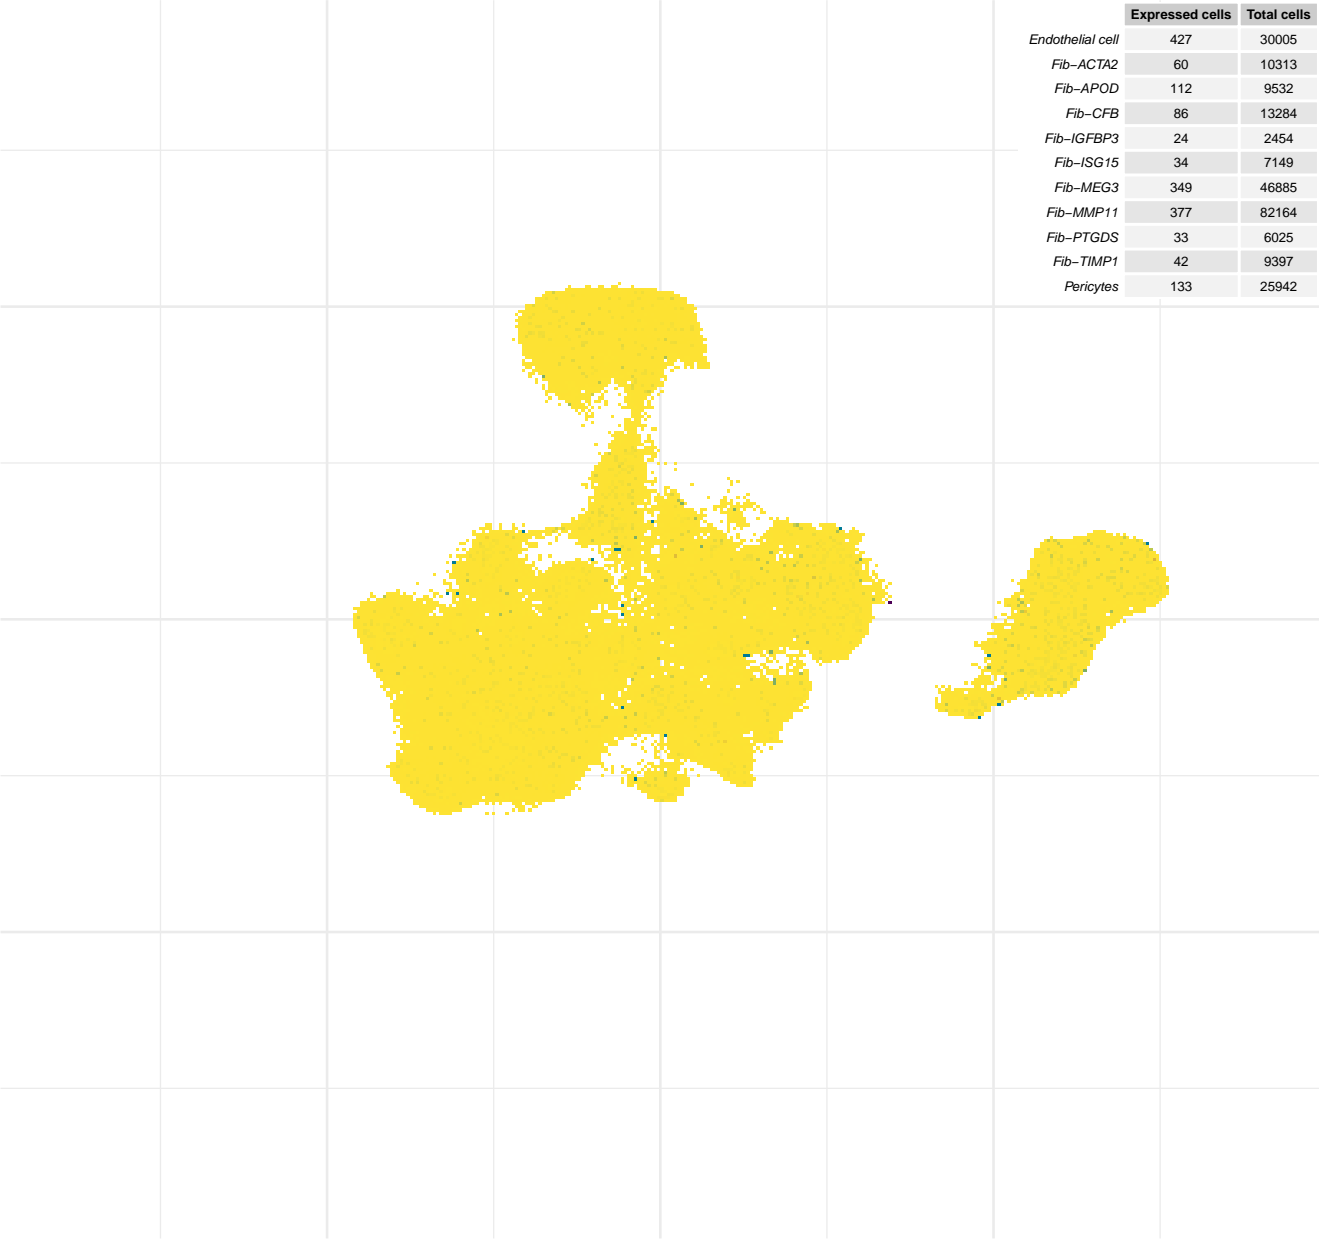 Expressed cells Total cells
Endothelial cell 427 30005
Fib−ACTA2 60 10313
Fib−APOD 112 9532
Fib−CFB 86 13284
Fib−IGFBP3 24 2454
Fib−ISG15 34 7149
Fib−MEG3 349 46885
Fib−MMP11 377 82164
Fib−PTGDS 33 6025
Fib−TIMP1 42 9397
Pericytes 133 25942